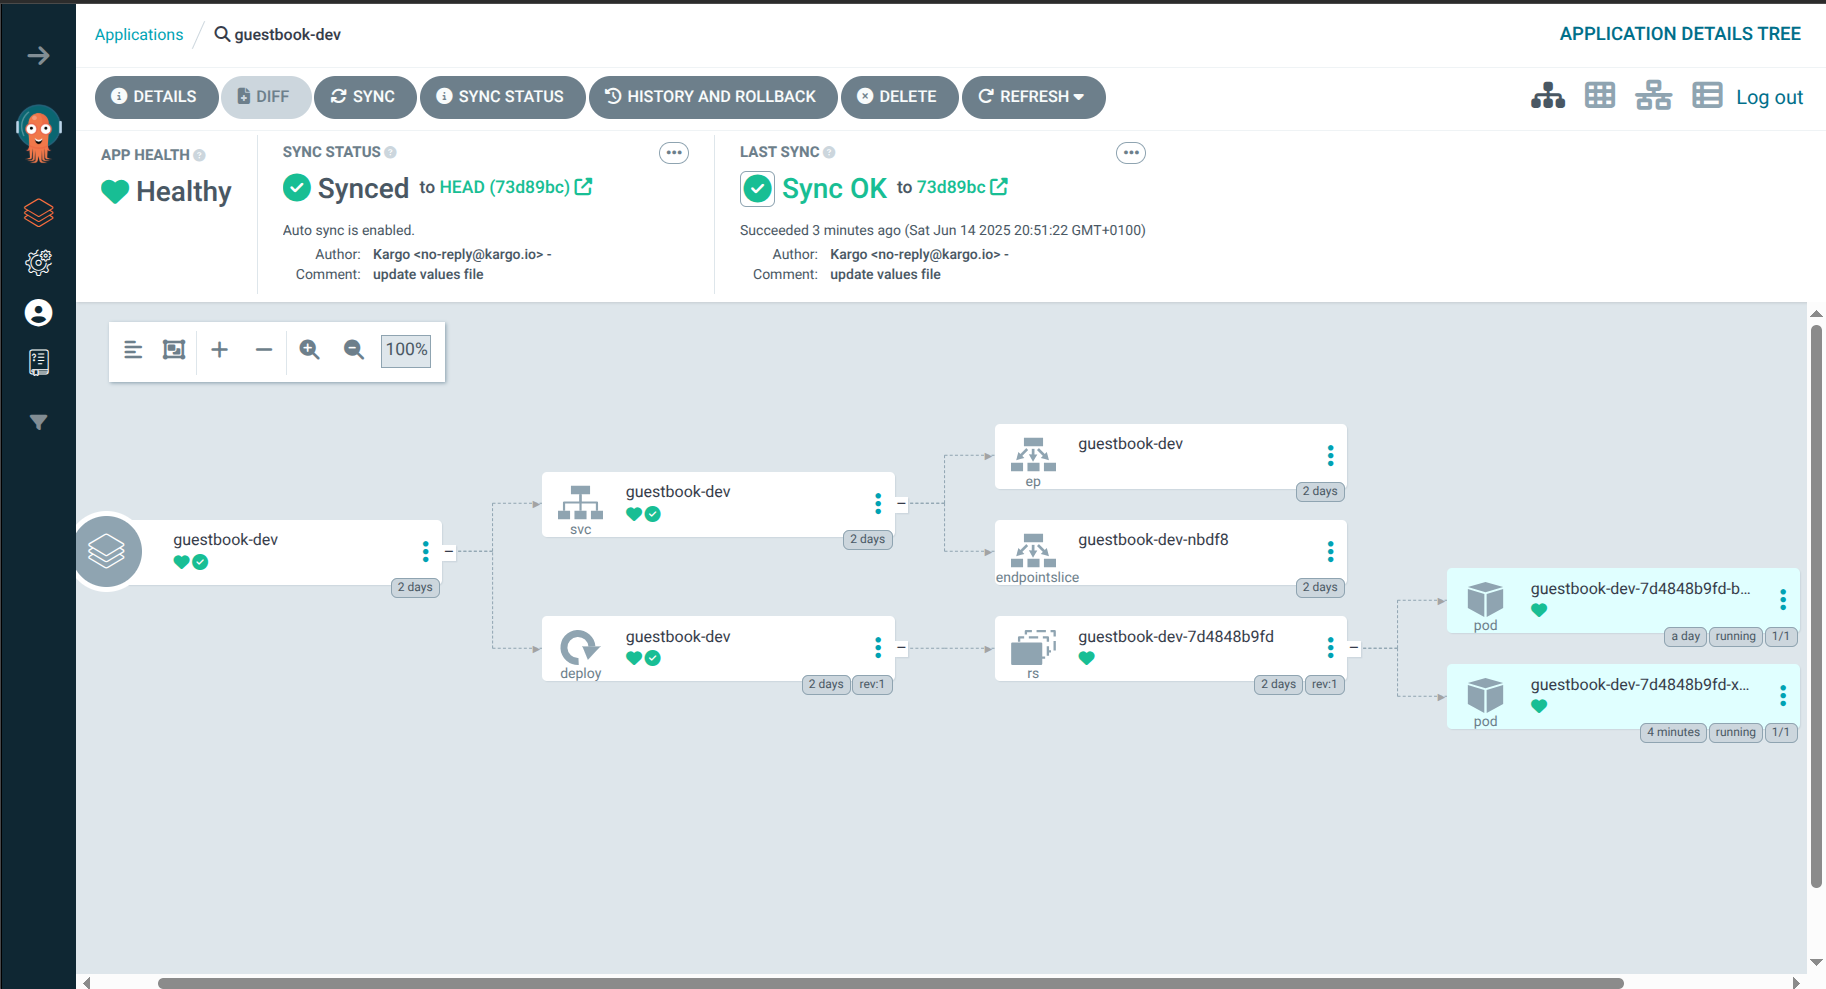 Applications / guestbook-dev
APPLICATION DETAILS TREE
DETAILS DIFF SYNC SYNC STATUS HISTORY AND ROLLBACK DELETE REFRESH
Log out
APP HEALTH
Healthy
SYNC STATUS
Synced to HEAD (73d89bc)
Auto sync is enabled.
Author: Kargo <no-reply@kargo.io> -
Comment: update values file
LAST SYNC
Sync OK to 73d89bc
Succeeded 3 minutes ago (Sat Jun 14 2025 20:51:22 GMT+0100)
Author: Kargo <no-reply@kargo.io> -
Comment: update values file
100%
guestbook-dev
2 days
guestbook-dev
svc
2 days
guestbook-dev
deploy
2 days rev:1
guestbook-dev
ep
2 days
guestbook-dev-nbdf8
endpointslice
2 days
guestbook-dev-7d4848b9fd
rs
2 days rev:1
guestbook-dev-7d4848b9fd-b...
pod
a day running 1/1
guestbook-dev-7d4848b9fd-x...
pod
4 minutes running 1/1